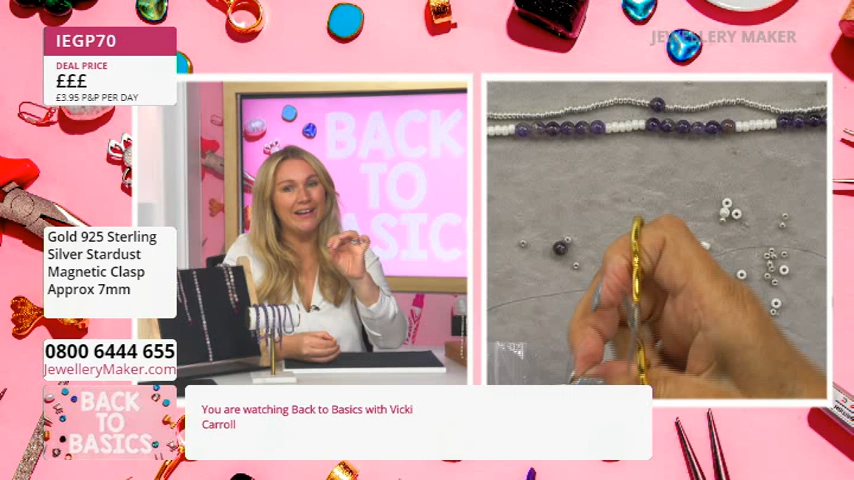 IEGP70
DEAL PRICE
£££
£3.95 P&P PER DAY
JEWELLERY MAKER
BACK
TO
BASICS
Gold 925 Sterling
Silver Stardust
Magnetic Clasp
Approx 7mm
0800 6444 655
JewelleryMaker.com
BACK
TO
BASICS
You are watching Back to Basics with Vicki
Carroll